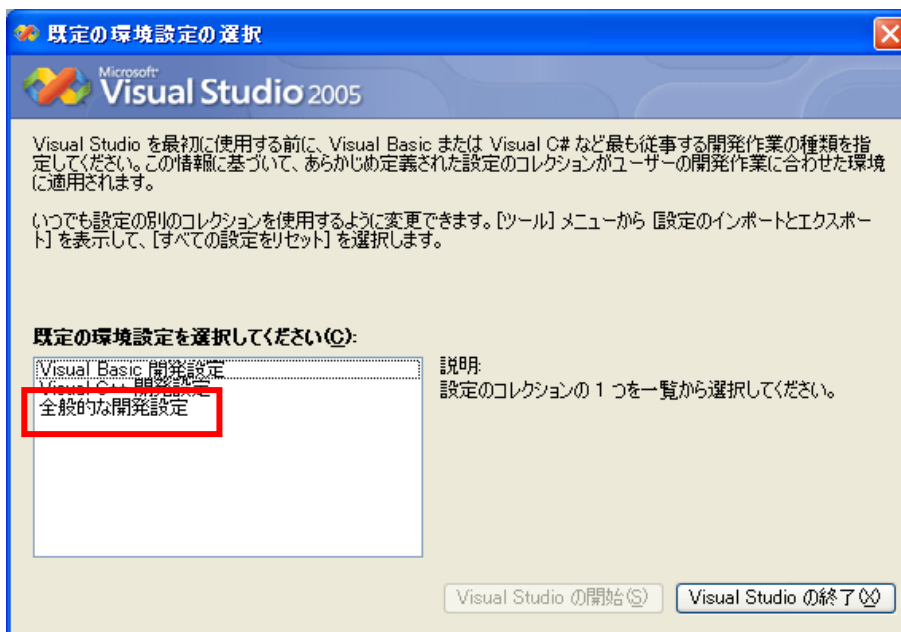 既定の環境設定の選択
Microsoft
Visual Studio 2005
Visual Studio を最初に使用する前に、Visual Basic または Visual C# など最も従事する開発作業の種類を指
定してください。この情報に基づいて、あらかじめ定義された設定のコレクションがユーザーの開発作業に合わせた環境
に適用されます。
いつでも設定の別のコレクションを使用するように変更できます。[ツール] メニューから [設定のインポートとエクスポー
ト] を表示して、[すべての設定をリセット] を選択します。
既定の環境設定を選択してください(C):
Visual Basic 開発設定
Visual C++ 開発設定
全般的な開発設定
説明:
設定のコレクションの 1 つを一覧から選択してください。
Visual Studio の開始(S)
Visual Studio の終了(X)